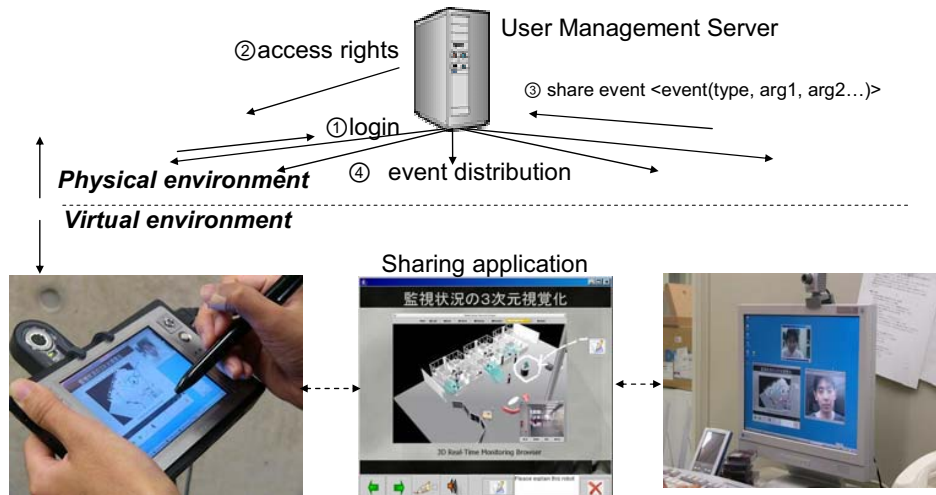 User Management Server
②access rights
③ share event <event(type, arg1, arg2…)>
①login
④ event distribution
Physical environment
Virtual environment
Sharing application
監視状況の3次元視覚化
3D Real-Time Monitoring Browser
Please explain this robot